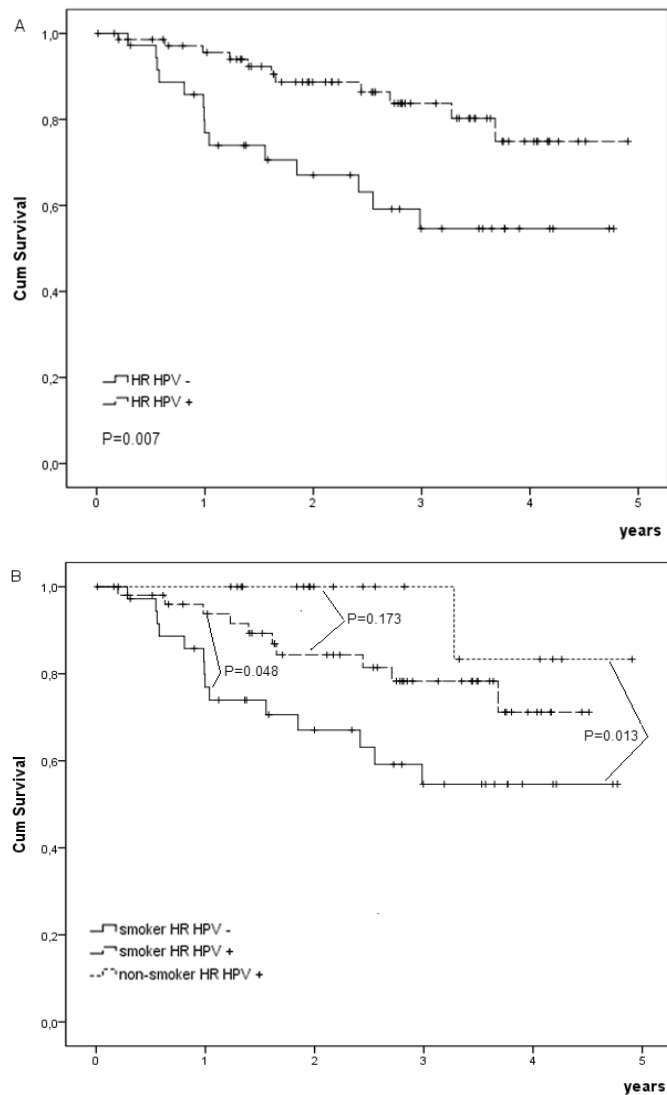 A
1,0
0,8
0,6
0,4
0,2
0,0
Cum Survival
HR HPV -
HR HPV +
P=0.007
0 1 2 3 4 5
years
B
1,0
0,8
0,6
0,4
0,2
0,0
Cum Survival
P=0.173
P=0.048
P=0.013
smoker HR HPV -
smoker HR HPV +
non-smoker HR HPV +
0 1 2 3 4 5
years